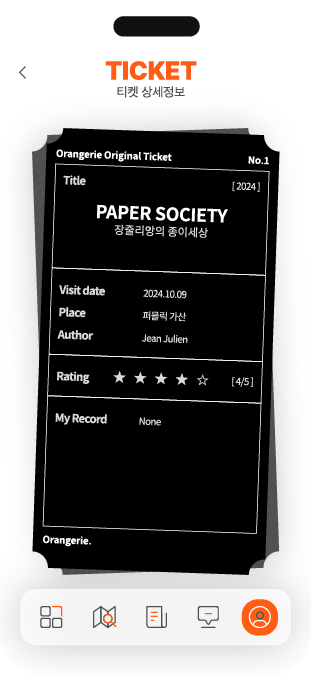 TICKET
티켓 상세정보
Orangerie Original Ticket No.1
Title [2024]
PAPER SOCIETY
장줄리앙의 종이세상
Visit date 2024.10.09
Place 퍼블릭 가산
Author Jean Julien
Rating ★ ★ ★ ★ ☆ [4/5]
My Record None
Orangerie.